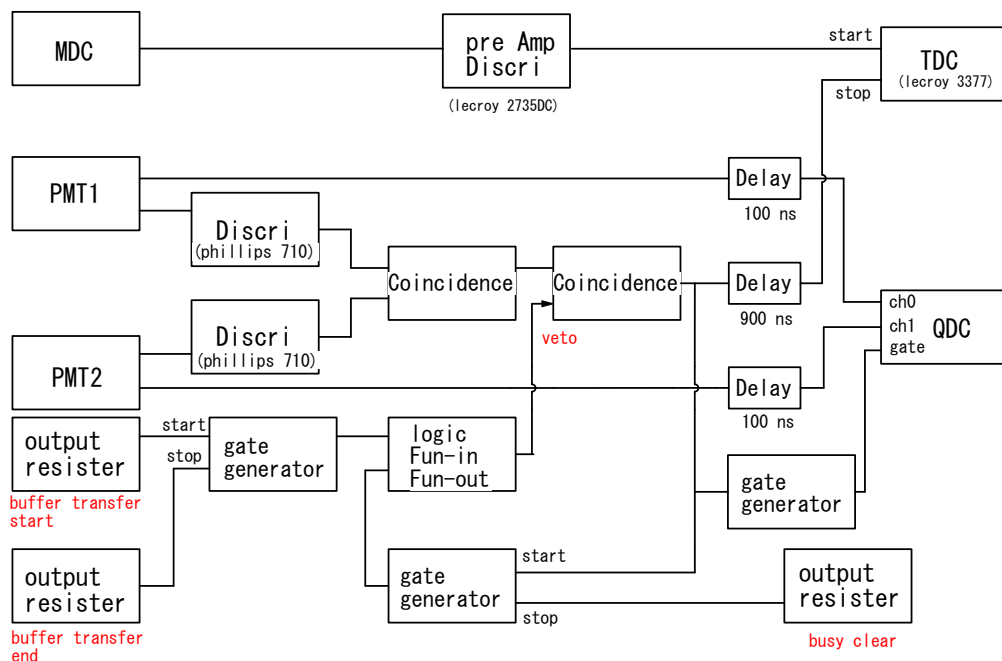 MDC
pre Amp
Discri
(lecroy 2735DC)
start
stop
TDC
(lecroy 3377)
PMT1
Discri
(phillips 710)
Delay
100 ns
Coincidence
Coincidence
veto
Delay
900 ns
ch0
ch1
gate
QDC
Discri
(phillips 710)
PMT2
Delay
100 ns
output
resister
buffer transfer
start
start
stop
gate
generator
logic
Fun-in
Fun-out
gate
generator
output
resister
buffer transfer
end
gate
generator
start
stop
output
resister
busy clear